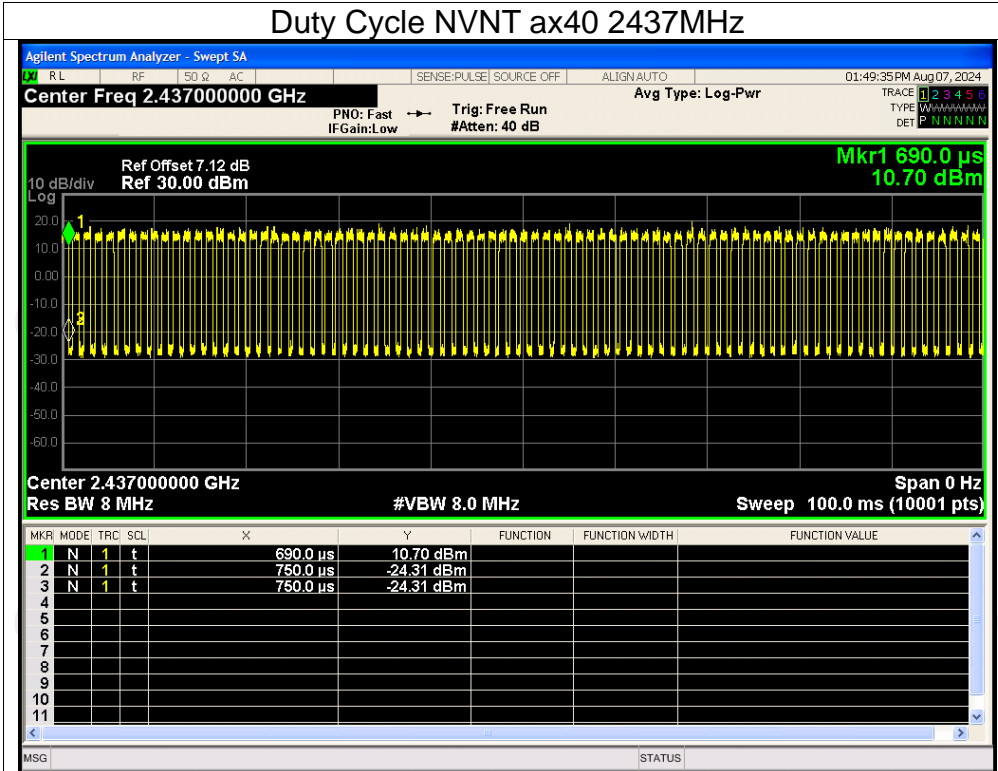 Duty Cycle NVNT ax40 2437MHz
Agilent Spectrum Analyzer - Swept SA
LXI RL RF 50 Ω AC SENSE:PULSE SOURCE OFF ALIGN AUTO 01:49:35 PM Aug 07, 2024
Center Freq 2.437000000 GHz Avg Type: Log-Pwr TRACE 1 2 3 4 5 6
PNO: Fast Trig: Free Run TYPE
IFGain:Low #Atten: 40 dB DET P N N N N N
Mkr1 690.0 µs
Ref Offset 7.12 dB
10 dB/div Ref 30.00 dBm 10.70 dBm
Log
20.0
1
10.0
0.00
-10.0
2
-20.0
-30.0
-40.0
-50.0
-60.0
Center 2.437000000 GHz Span 0 Hz
Res BW 8 MHz #VBW 8.0 MHz Sweep 100.0 ms (10001 pts)
MKR MODE TRC SCL X Y FUNCTION FUNCTION WIDTH FUNCTION VALUE
1 N 1 t 690.0 µs 10.70 dBm
2 N 1 t 750.0 µs -24.31 dBm
3 N 1 t 750.0 µs -24.31 dBm
4
5
6
7
8
9
10
11
MSG STATUS